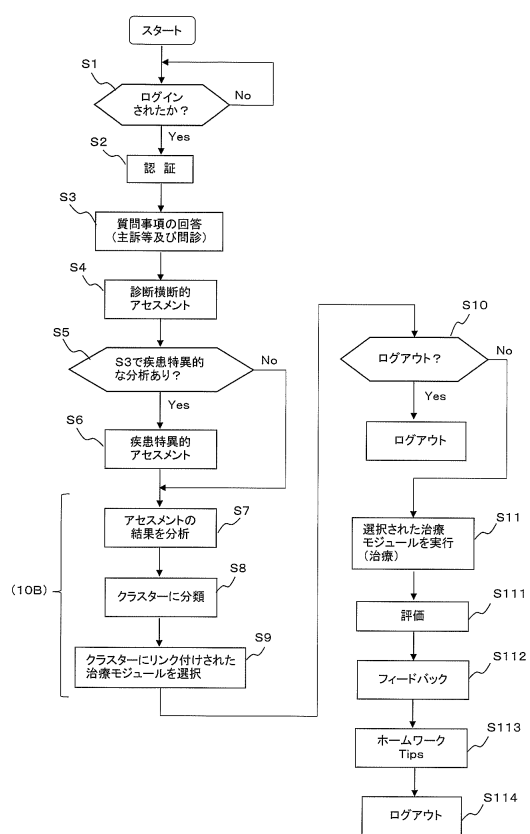 スタート
S1
ログイン
されたか？
No
Yes
S2
認 証
S3
質問事項の回答
（主訴等及び問診）
S4
診断横断的
アセスメント
S5
S3で疾患特異的
な分析あり？
No
Yes
S6
疾患特異的
アセスメント
(10B)
アセスメントの
結果を分析
S7
クラスターに分類
S8
クラスターにリンク付けされた
治療モジュールを選択
S9
S10
ログアウト？
No
Yes
ログアウト
選択された治療
モジュールを実行
（治療）
S11
評価
S111
フィードバック
S112
ホームワーク
Tips
S113
ログアウト
S114